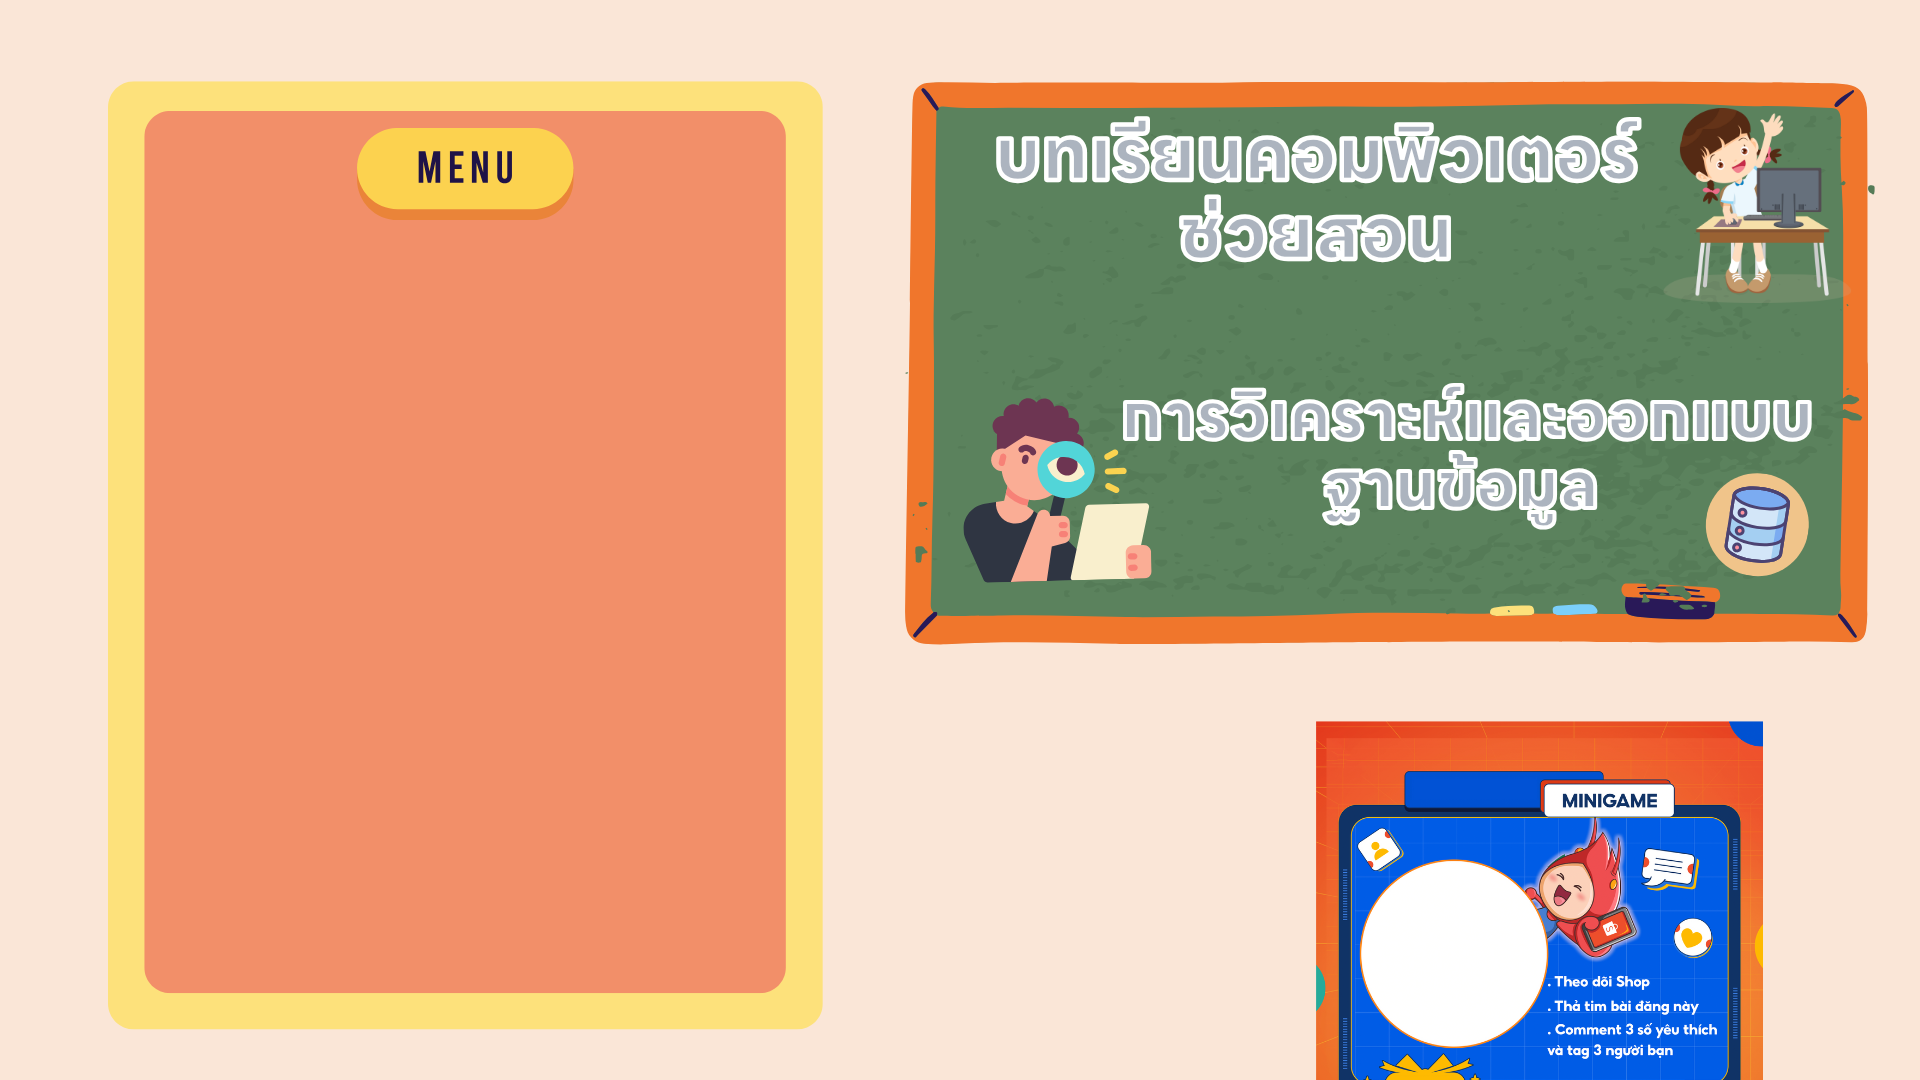 MENU
บทเรียนคอมพิวเตอร์
ช่วยสอน
การวิเคราะห์และออกแบบ
ฐานข้อมูล
MINIGAME
. Theo dõi Shop
. Thả tim bài đăng này
. Comment 3 số yêu thích
và tag 3 người bạn